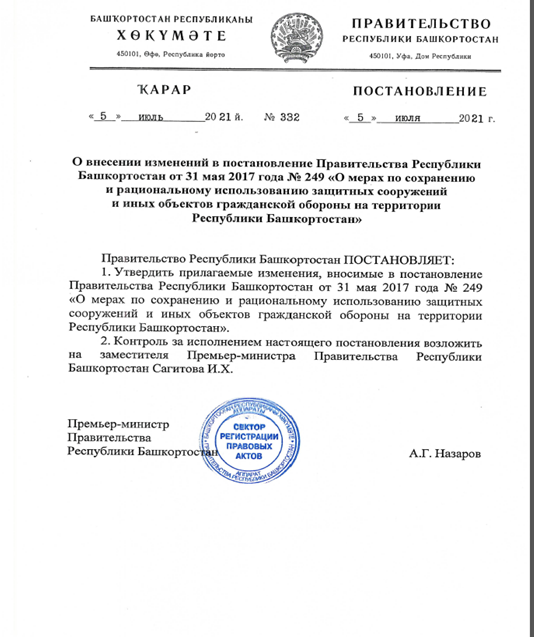 БАШҠОРТОСТАН РЕСПУБЛИКАҺЫ
ХӨКҮМӘТЕ
450101, Өфө, Республика йорто
ПРАВИТЕЛЬСТВО
РЕСПУБЛИКИ БАШКОРТОСТАН
450101, Уфа, Дом Республики
ҠАРАР
ПОСТАНОВЛЕНИЕ
« 5 » июль 2021 й. № 332 « 5 » июля 2021 г.
О внесении изменений в постановление Правительства Республики
Башкортостан от 31 мая 2017 года № 249 «О мерах по сохранению
и рациональному использованию защитных сооружений
и иных объектов гражданской обороны на территории
Республики Башкортостан»
Правительство Республики Башкортостан ПОСТАНОВЛЯЕТ:
1. Утвердить прилагаемые изменения, вносимые в постановление
Правительства Республики Башкортостан от 31 мая 2017 года № 249
«О мерах по сохранению и рациональному использованию защитных
сооружений и иных объектов гражданской обороны на территории
Республики Башкортостан».
2. Контроль за исполнением настоящего постановления возложить
на заместителя Премьер-министра Правительства Республики
Башкортостан Сагитова И.Х.
Премьер-министр
Правительства
Республики Башкортостан
А.Г. Назаров
СЕКТОР
РЕГИСТРАЦИИ
ПРАВОВЫХ
АКТОВ